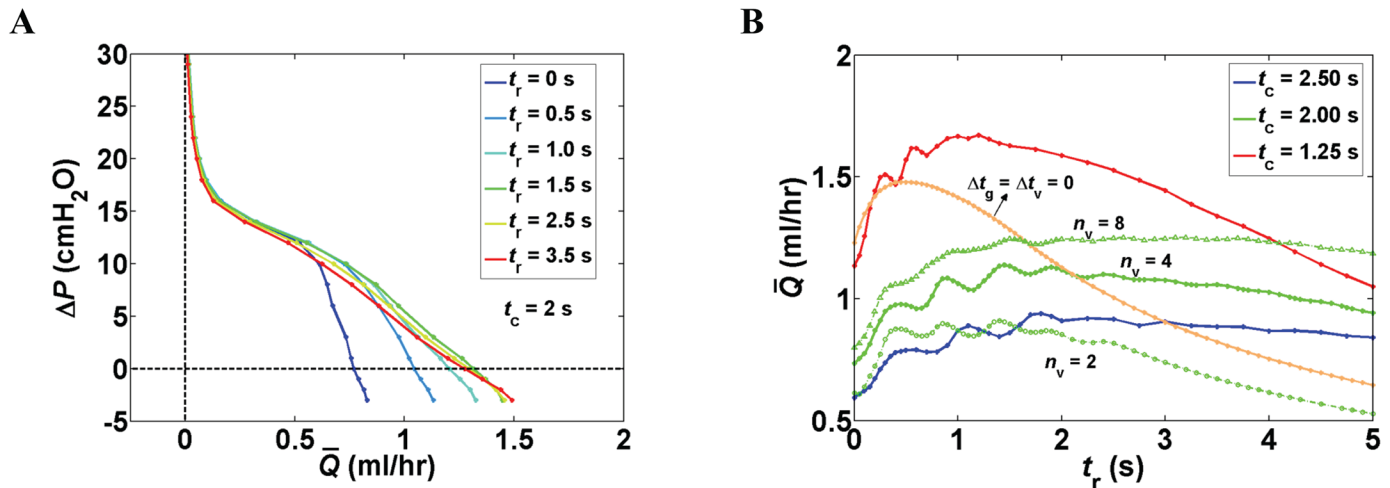 A
B
30
25
20
15
10
5
0
-5
0
0.5
1
1.5
2
ΔP (cmH2O)
Q̄ (ml/hr)
tr = 0 s
tr = 0.5 s
tr = 1.0 s
tr = 1.5 s
tr = 2.5 s
tr = 3.5 s
tc = 2 s
2
1.5
1
0.5
0
1
2
3
4
5
Q̄ (ml/hr)
tr (s)
tc = 2.50 s
tc = 2.00 s
tc = 1.25 s
Δtg = Δtv = 0
nv = 8
nv = 4
nv = 2